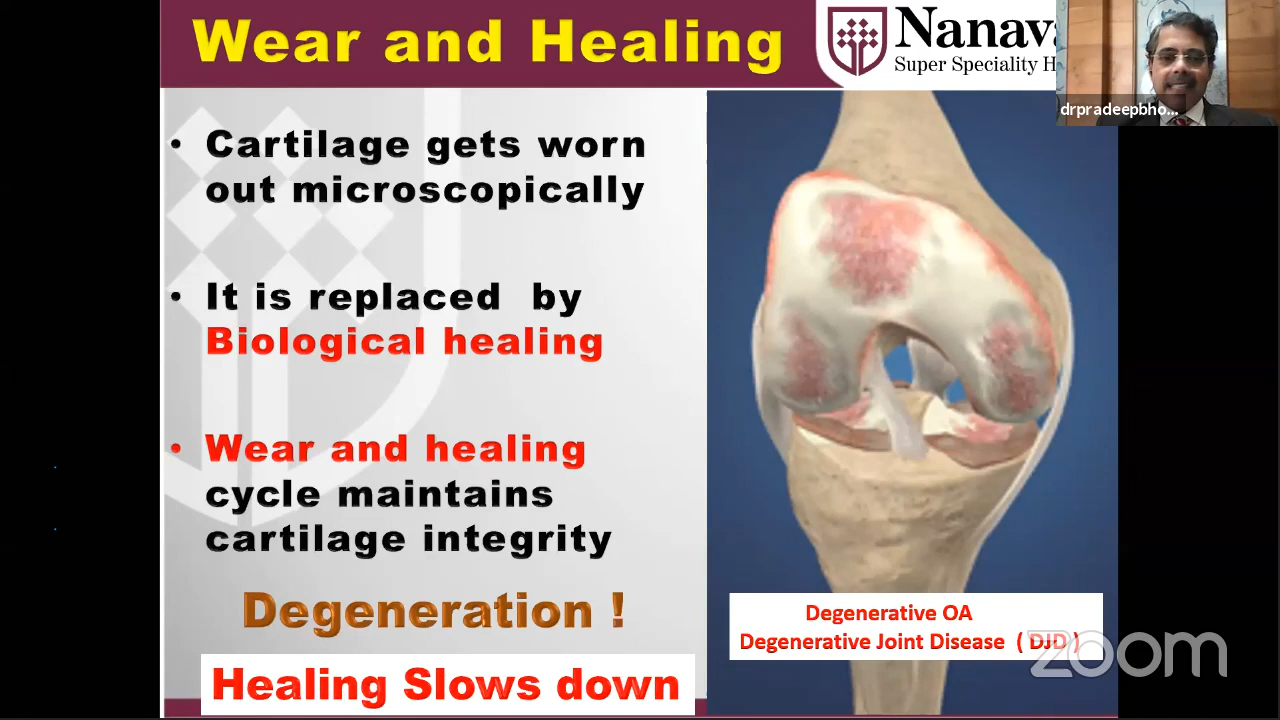 Wear and Healing
Nanava
Super Speciality H
drpradeepbho...
• Cartilage gets worn
out microscopically
• It is replaced by
Biological healing
• Wear and healing
cycle maintains
cartilage integrity
Degeneration !
Healing Slows down
Degenerative OA
Degenerative Joint Disease ( DJD )
zoom